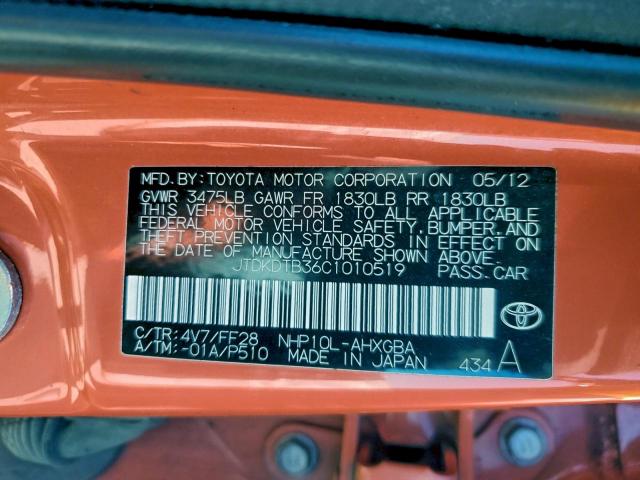 MFD.BY:TOYOTA MOTOR CORPORATION 05/12
GVWR 3475LB GAWR FR 1830LB RR 1830LB
THIS VEHICLE CONFORMS TO ALL APPLICABLE
FEDERAL MOTOR VEHICLE SAFETY,BUMPER,AND
THEFT PREVENTION STANDARDS IN EFFECT ON
THE DATE OF MANUFACTURE SHOWN ABOVE.
JTDKDTB36C1010519 PASS.CAR
C/TR:4V7/FF28 NHP10L-AHXGBA
A/TM:-01A/P510 MADE IN JAPAN 434 A